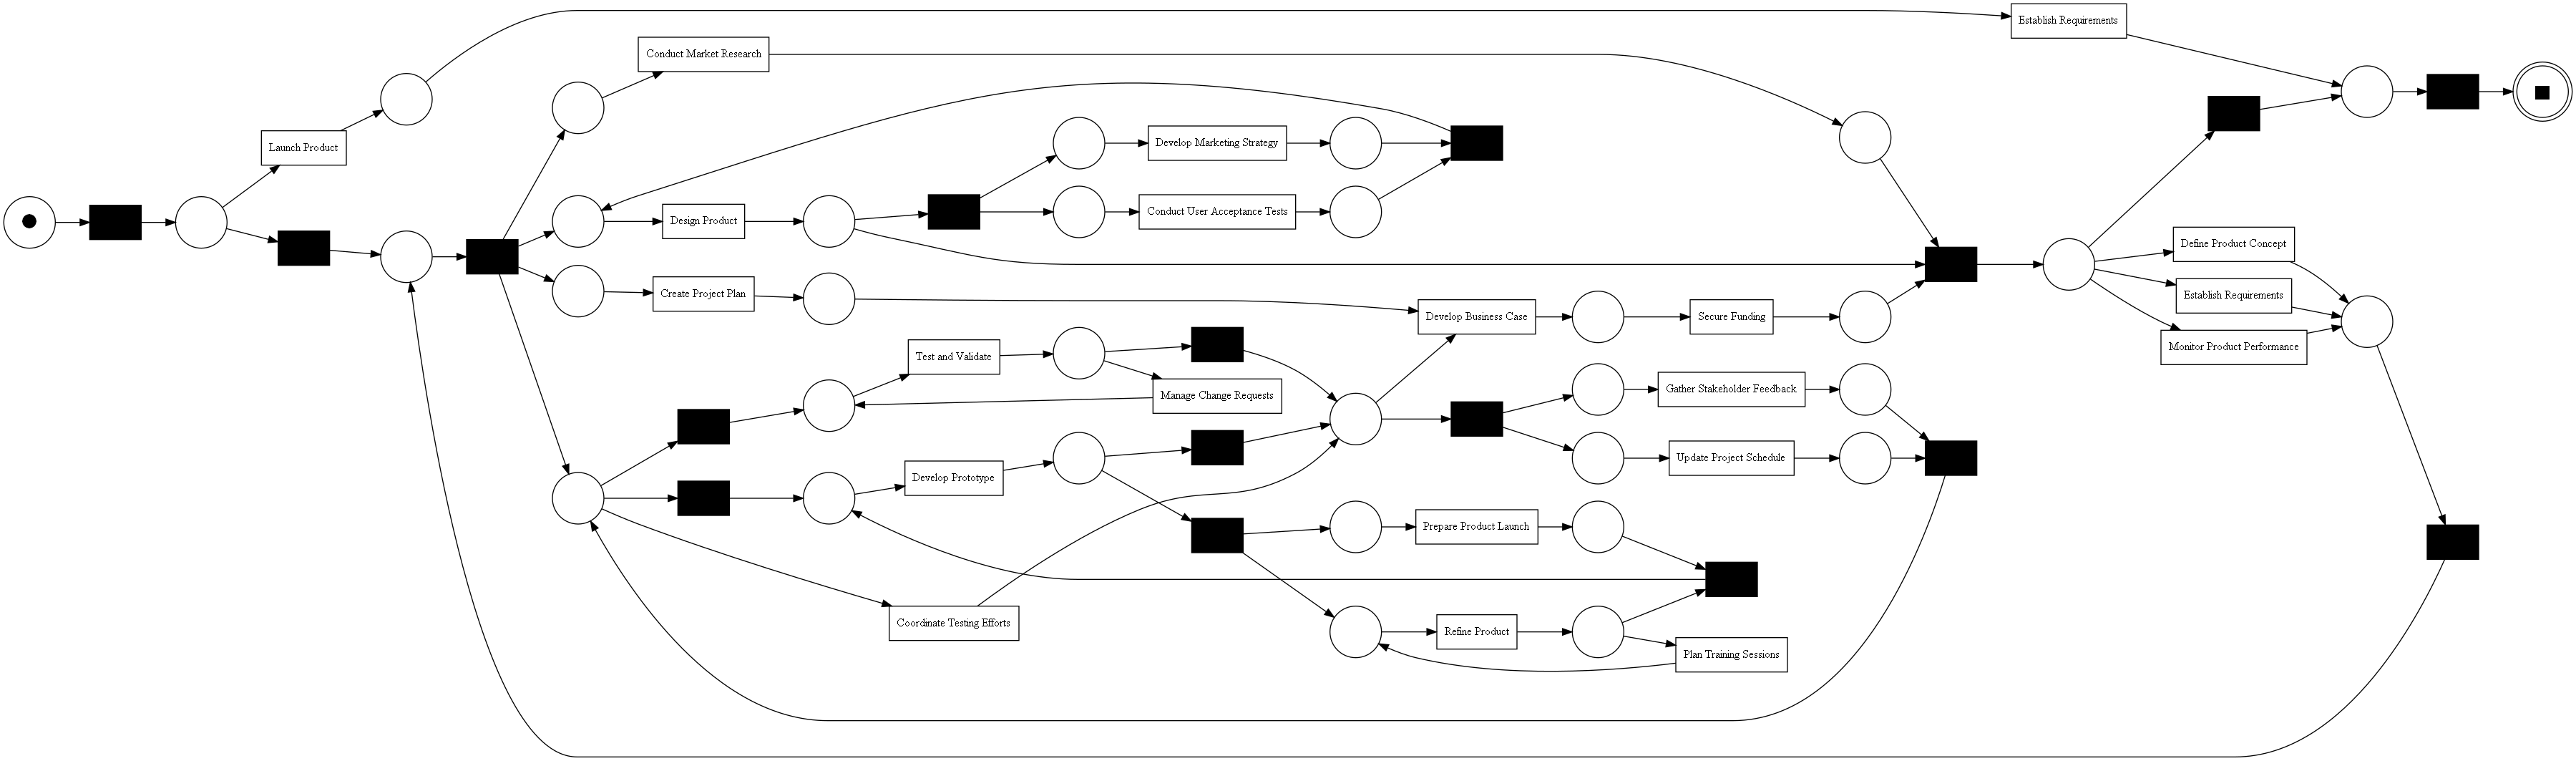 Establish Requirements
Conduct Market Research
Launch Product
Develop Marketing Strategy
Conduct User Acceptance Tests
Design Product
Define Product Concept
Create Project Plan
Establish Requirements
Develop Business Case
Secure Funding
Monitor Product Performance
Test and Validate
Manage Change Requests
Gather Stakeholder Feedback
Update Project Schedule
Develop Prototype
Prepare Product Launch
Coordinate Testing Efforts
Refine Product
Plan Training Sessions